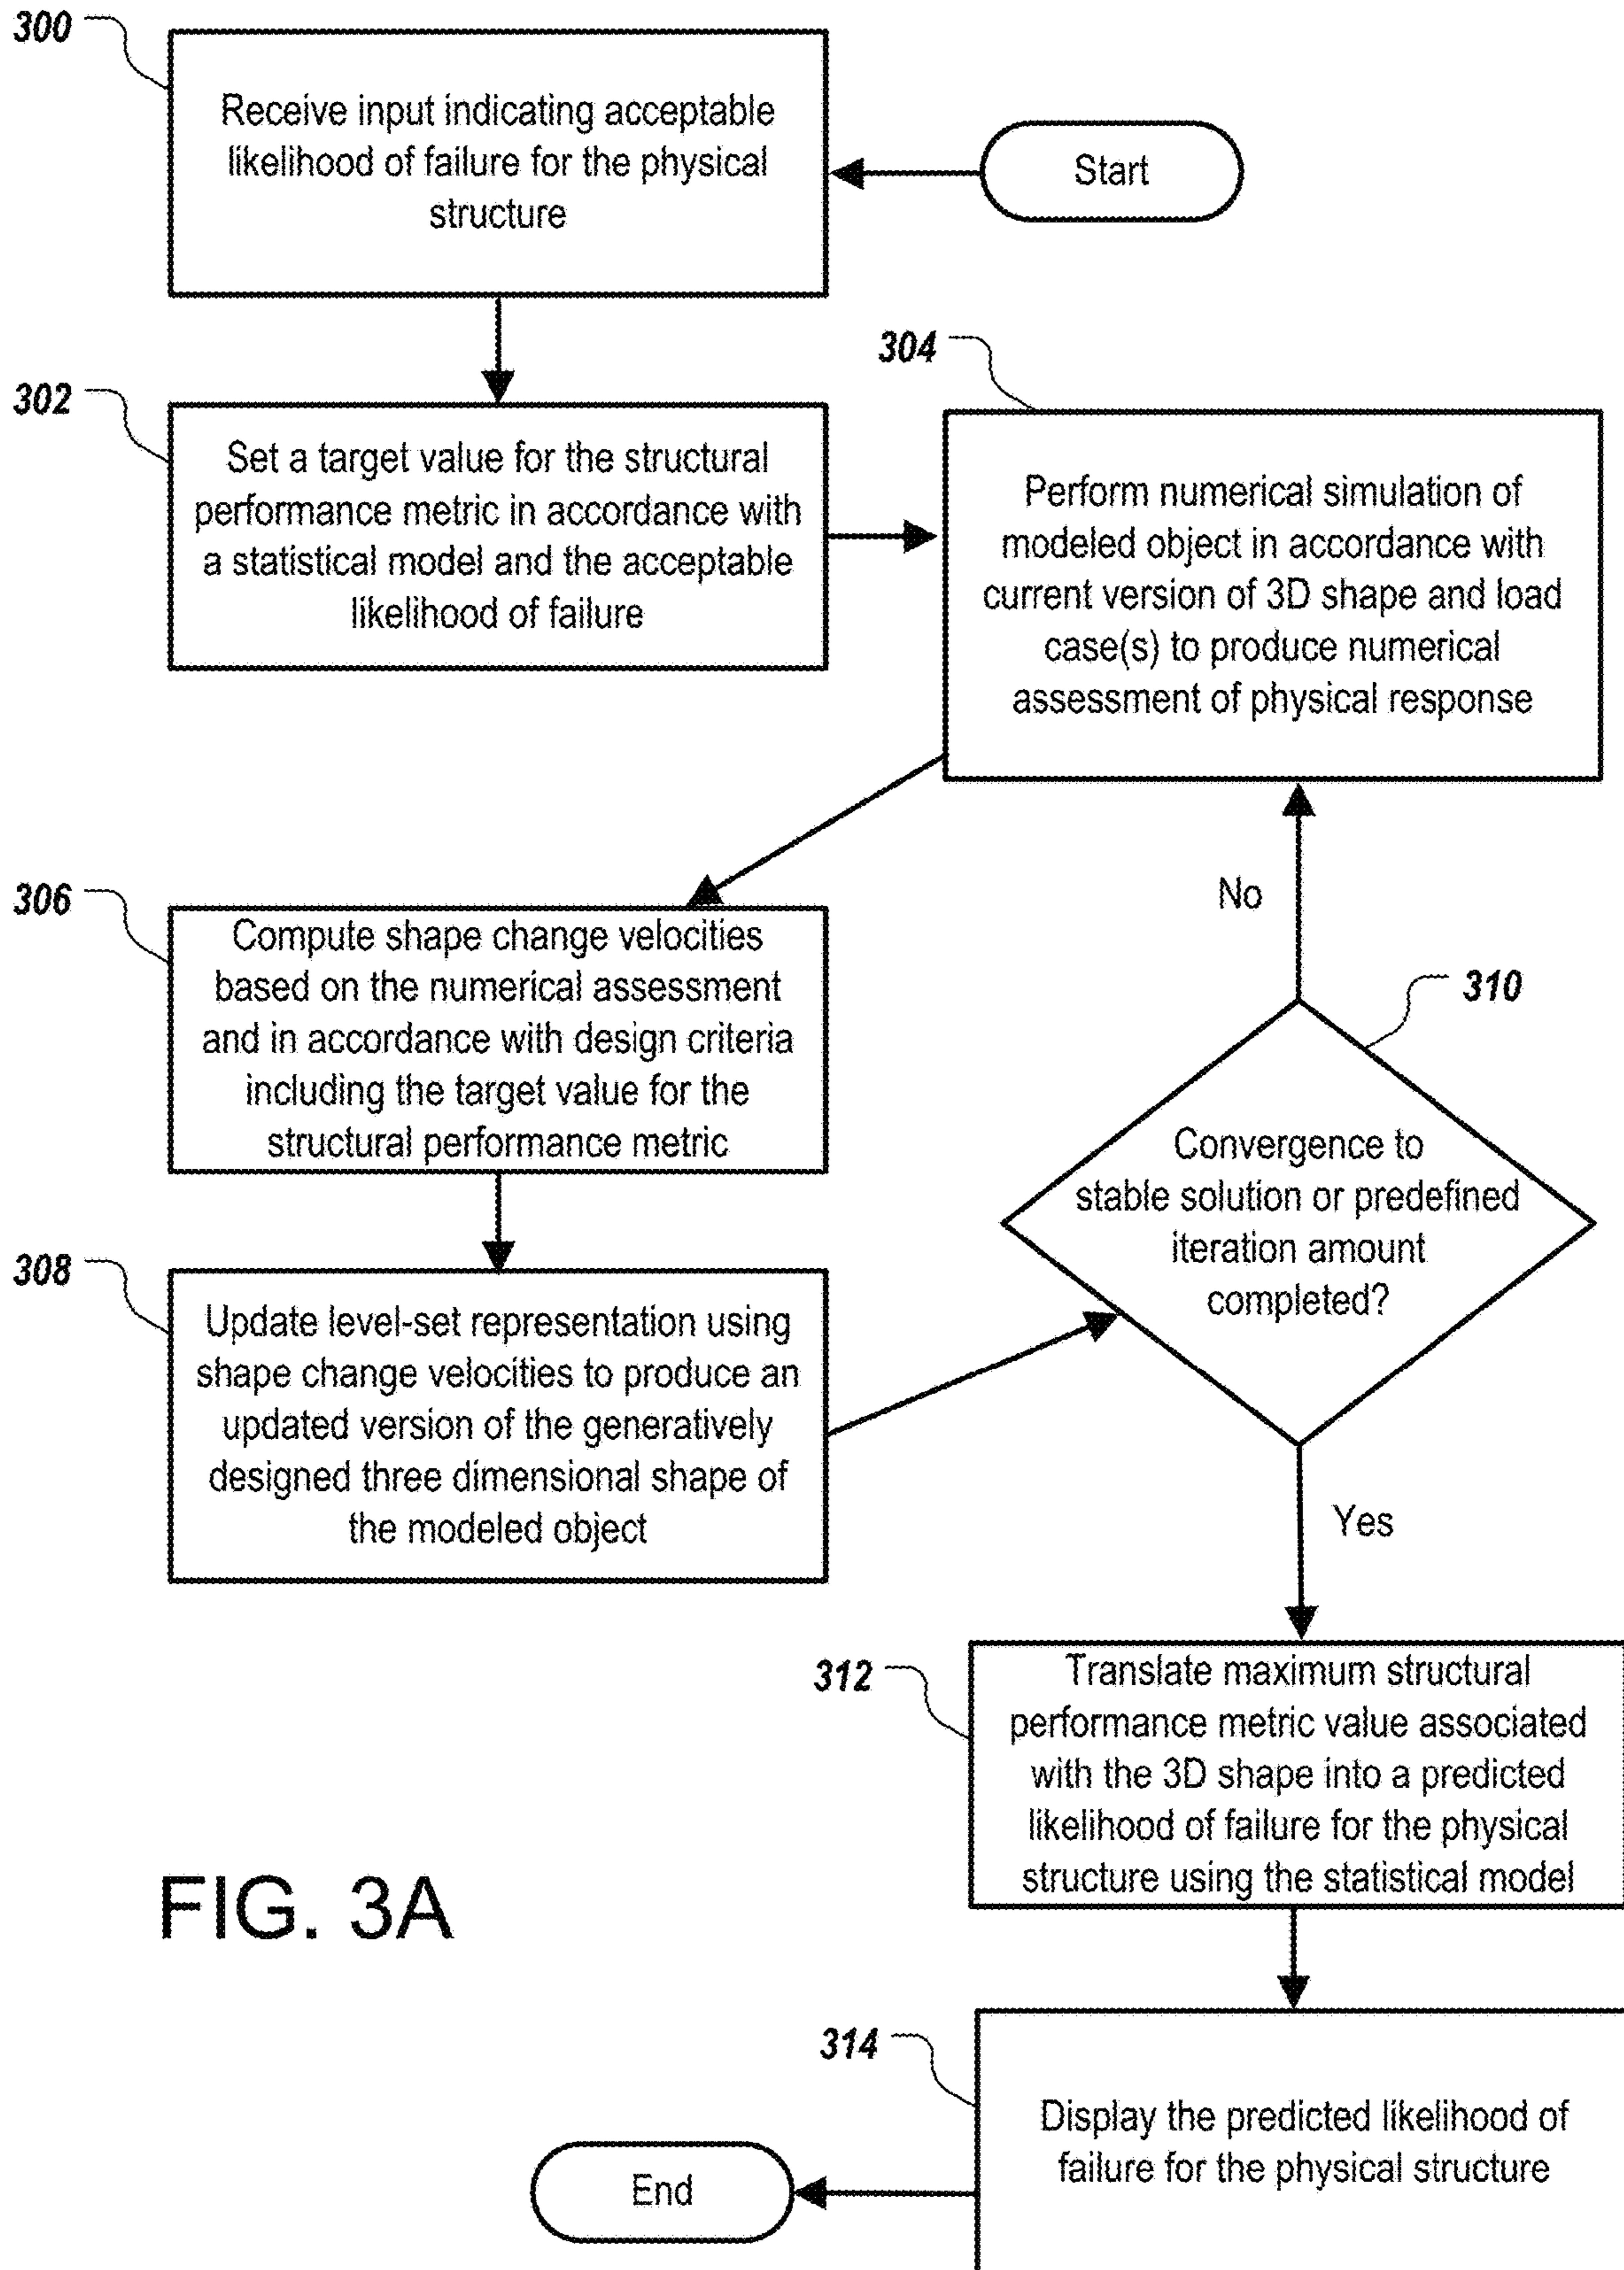 300
Receive input indicating acceptable
likelihood of failure for the physical
structure
Start
302
Set a target value for the structural
performance metric in accordance with
a statistical model and the acceptable
likelihood of failure
304
Perform numerical simulation of
modeled object in accordance with
current version of 3D shape and load
case(s) to produce numerical
assessment of physical response
306
Compute shape change velocities
based on the numerical assessment
and in accordance with design criteria
including the target value for the
structural performance metric
308
Update level-set representation using
shape change velocities to produce an
updated version of the generatively
designed three dimensional shape of
the modeled object
No
310
Convergence to
stable solution or predefined
iteration amount
completed?
Yes
312
Translate maximum structural
performance metric value associated
with the 3D shape into a predicted
likelihood of failure for the physical
structure using the statistical model
FIG. 3A
314
Display the predicted likelihood of
failure for the physical structure
End